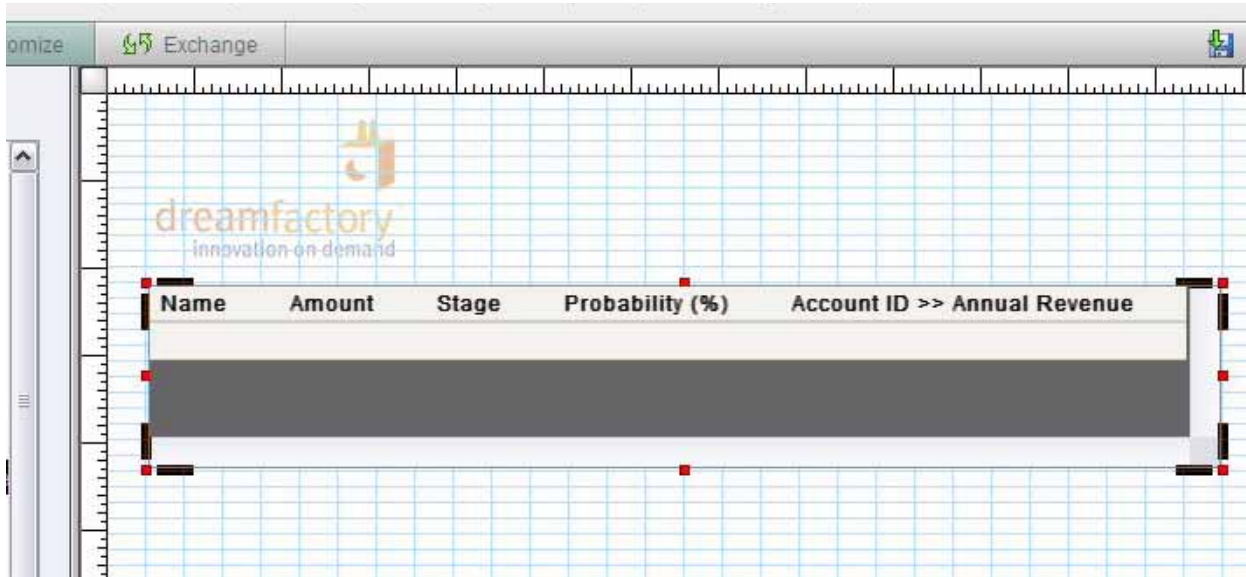 omize Exchange
dreamfactory
innovation on demand
Name Amount Stage Probability (%) Account ID >> Annual Revenue